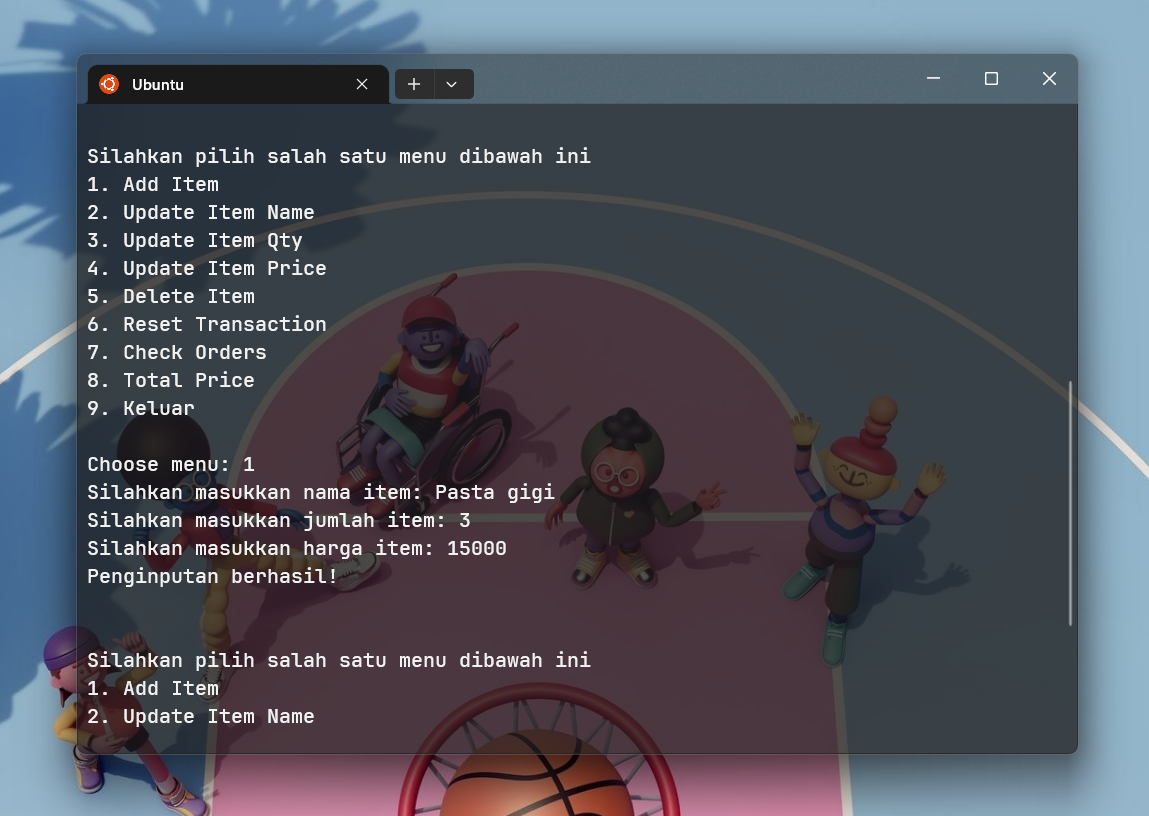 Ubuntu
Silahkan pilih salah satu menu dibawah ini
1. Add Item
2. Update Item Name
3. Update Item Qty
4. Update Item Price
5. Delete Item
6. Reset Transaction
7. Check Orders
8. Total Price
9. Keluar
Choose menu: 1
Silahkan masukkan nama item: Pasta gigi
Silahkan masukkan jumlah item: 3
Silahkan masukkan harga item: 15000
Penginputan berhasil!
Silahkan pilih salah satu menu dibawah ini
1. Add Item
2. Update Item Name